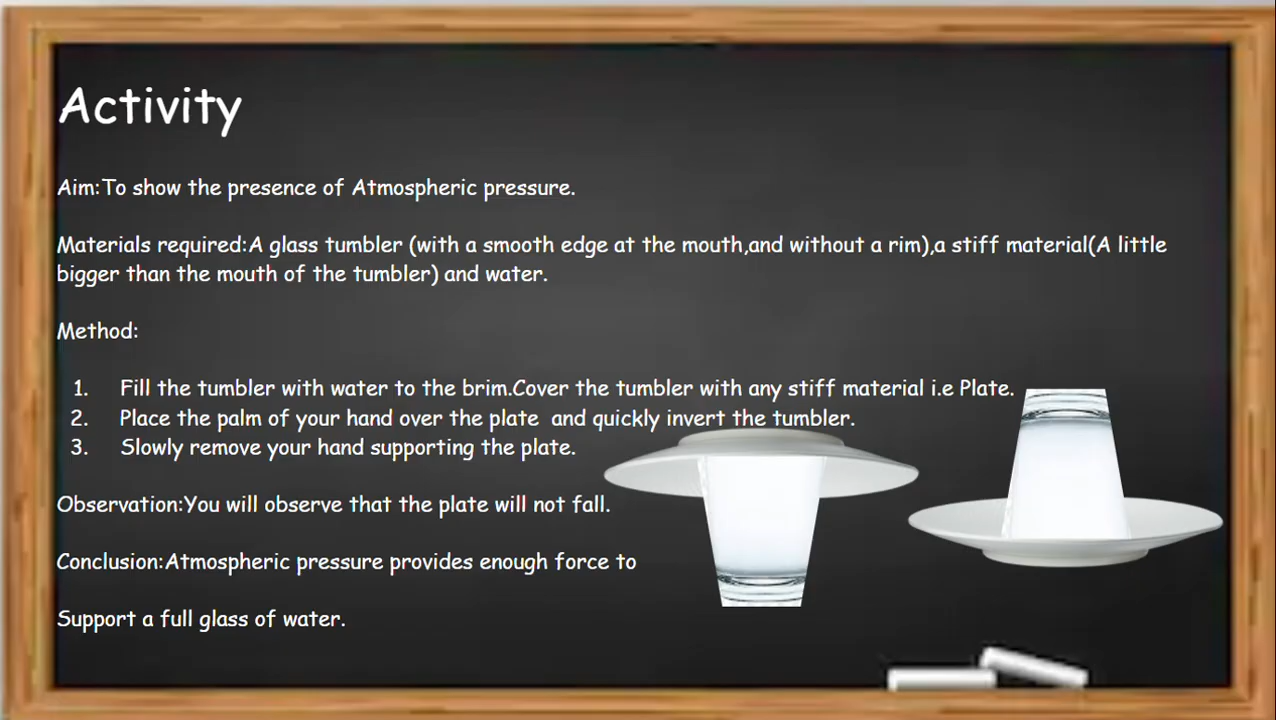 Activity
Aim:To show the presence of Atmospheric pressure.
Materials required:A glass tumbler (with a smooth edge at the mouth,and without a rim),a stiff material(A little
bigger than the mouth of the tumbler) and water.
Method:
1. Fill the tumbler with water to the brim.Cover the tumbler with any stiff material i.e Plate.
2. Place the palm of your hand over the plate and quickly invert the tumbler.
3. Slowly remove your hand supporting the plate.
Observation:You will observe that the plate will not fall.
Conclusion:Atmospheric pressure provides enough force to
Support a full glass of water.